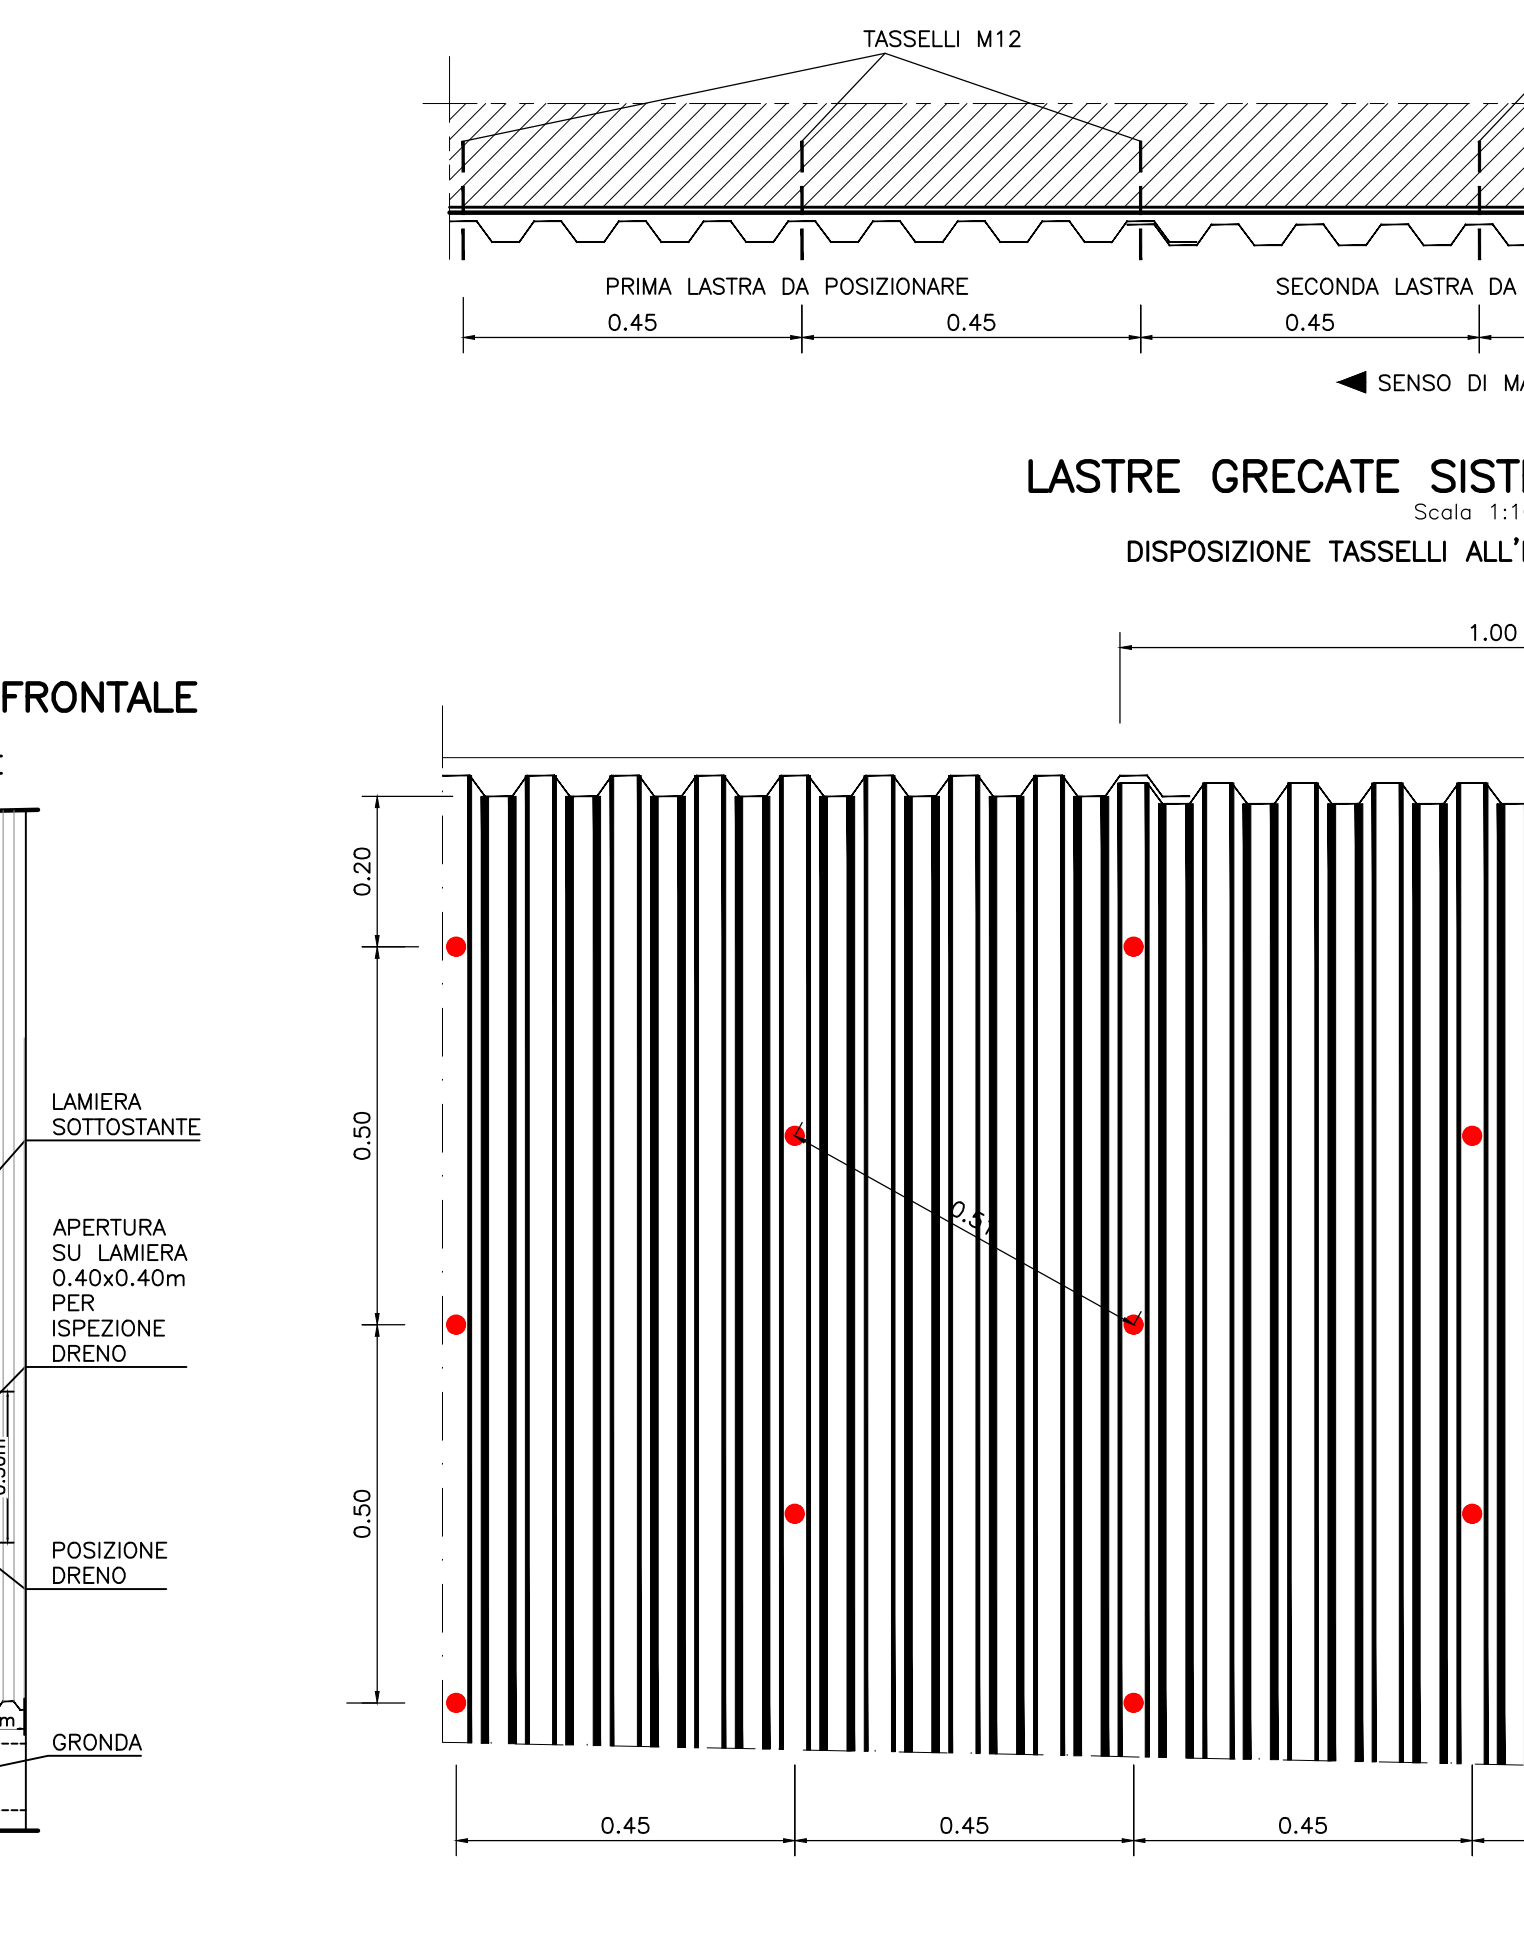 TASSELLI M12
PRIMA LASTRA DA POSIZIONARE
SECONDA LASTRA DA
0.45
0.45
0.45
SENSO DI
LASTRE GRECATE
Scala
DISPOSIZIONE TASSELLI
1.00
FRONTALE
0.20
0.50
0.50
LAMIERA
SOTTOSTANTE
APERTURA
SU LAMIERA
0.40x0.40m
PER
ISPEZIONE
DRENO
0.51
POSIZIONE
DRENO
GRONDA
0.45
0.45
0.45